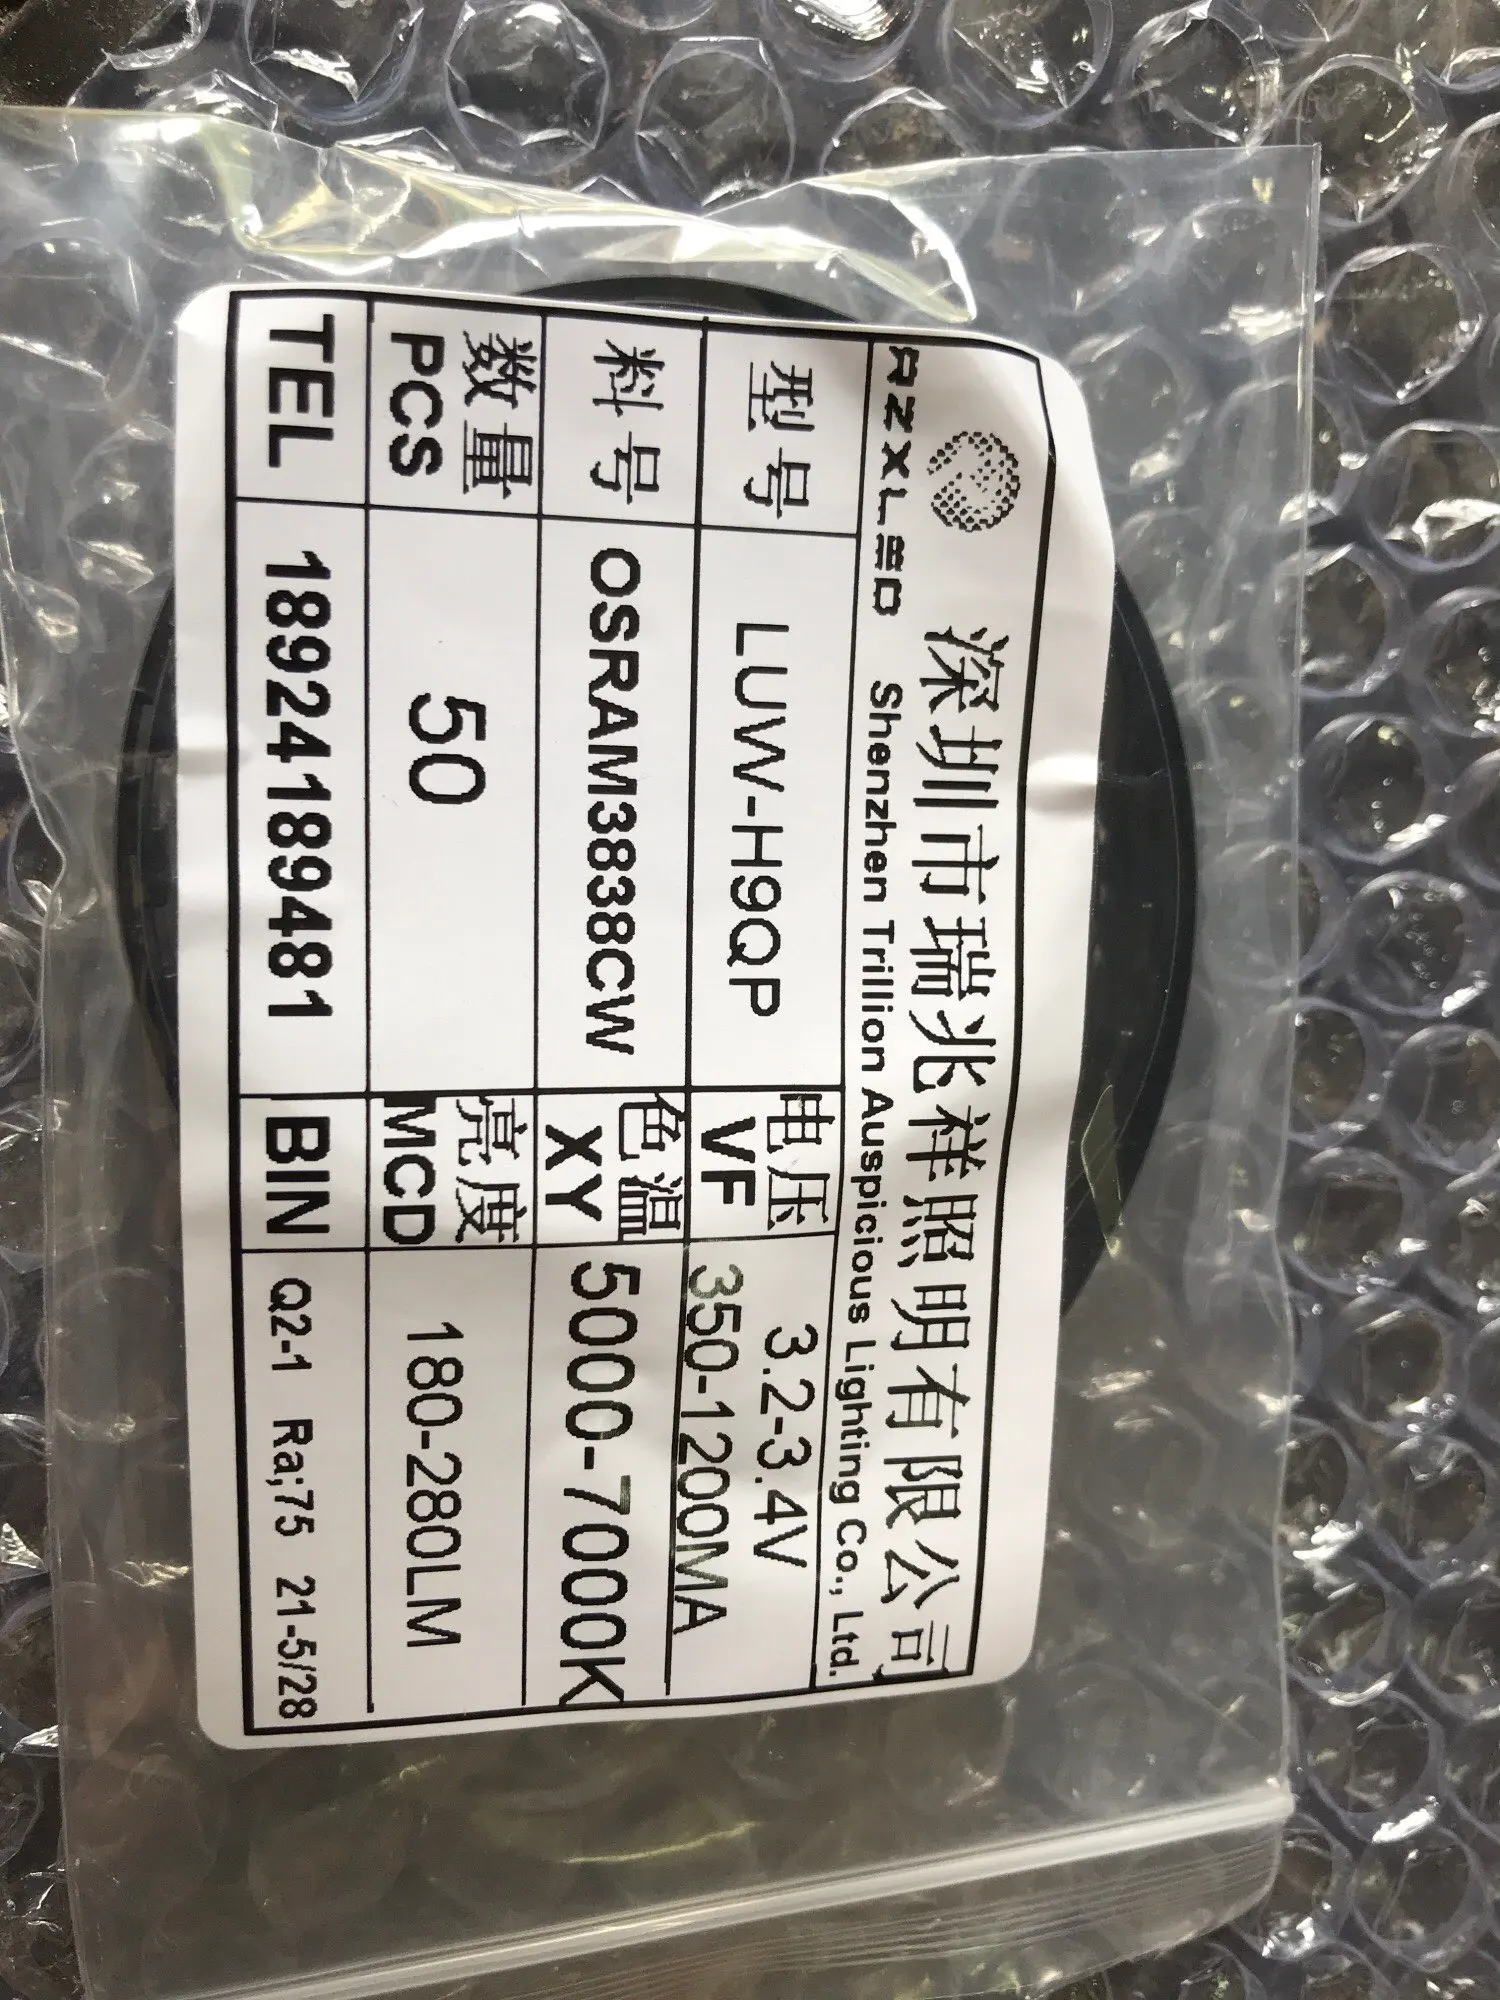 深圳市瑞兆祥照明有限公司
RZXLED Shenzhen Trillion Auspicious Lighting Co., Ltd.
型号 LUW-H9QP 电压 VF 3.2-3.4V 350-1200MA
料号 OSRAM3838CW 色温 XY 5000-7000K
数量 PCS 50 亮度 MCD 180-280LM
TEL 18924189481 BIN Q2-1 Ra;75 21-5/28